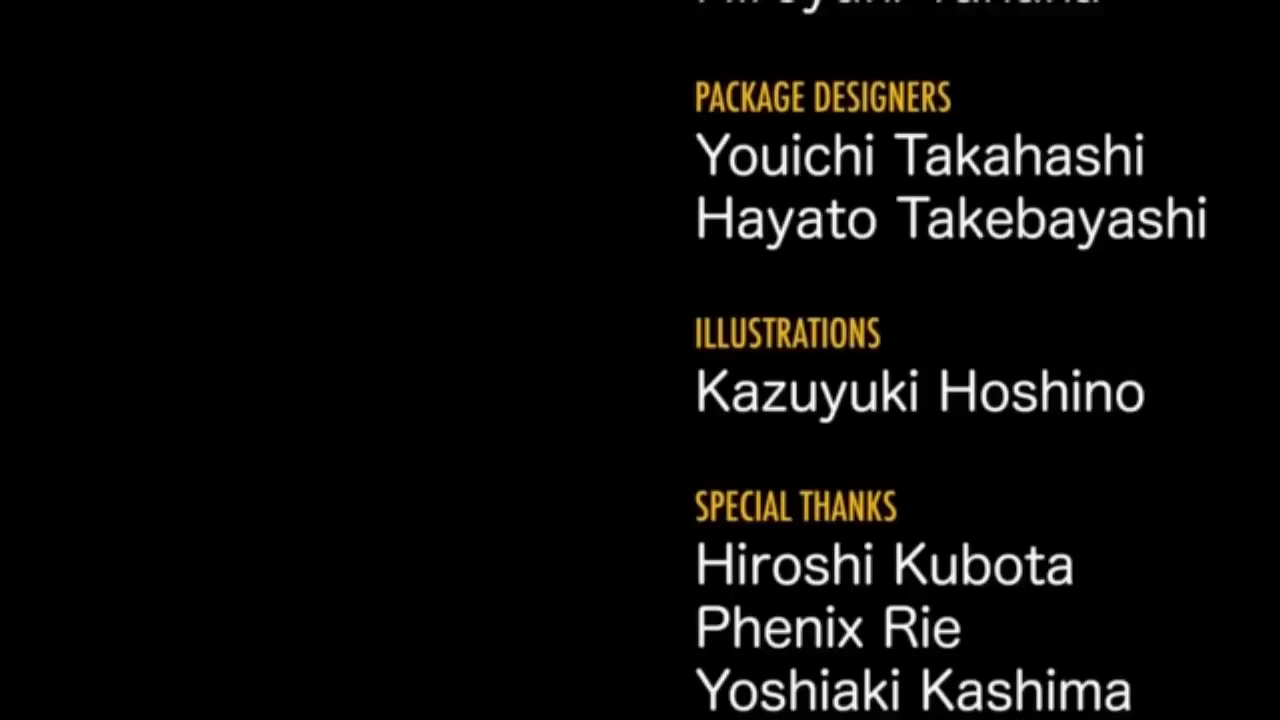 PACKAGE DESIGNERS
Youichi Takahashi
Hayato Takebayashi
ILLUSTRATIONS
Kazuyuki Hoshino
SPECIAL THANKS
Hiroshi Kubota
Phenix Rie
Yoshiaki Kashima